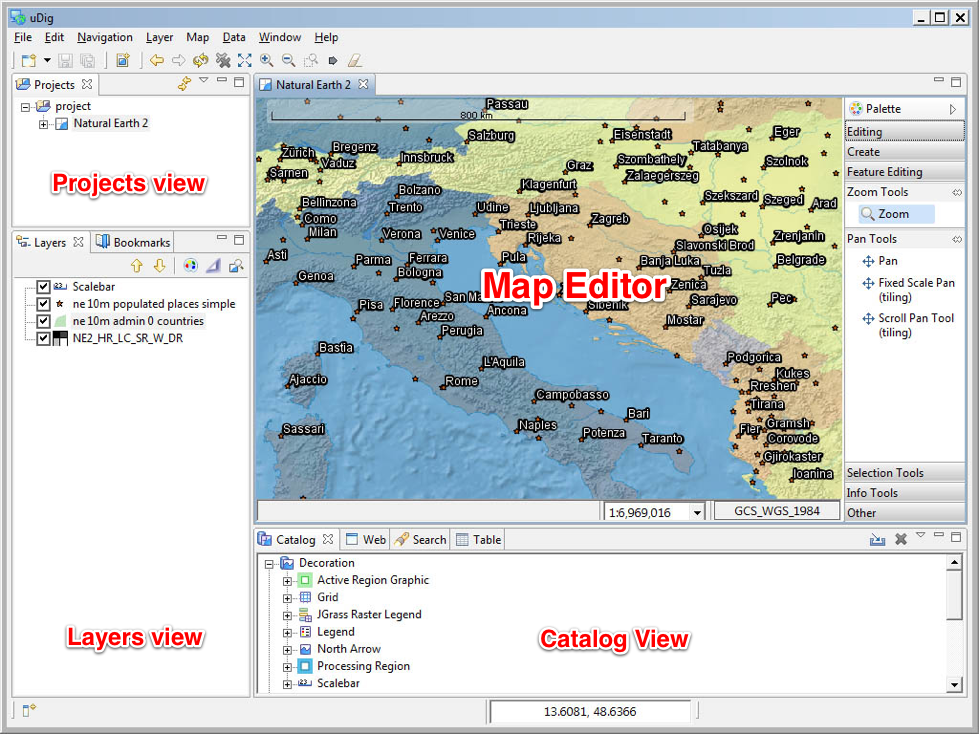 uDig
File Edit Navigation Layer Map Data Window Help
Projects
project
Natural Earth 2
Projects view
Layers Bookmarks
Scalebar
ne 10m populated places simple
ne 10m admin 0 countries
NE2_HR_LC_SR_W_DR
Layers view
Natural Earth 2
800 km
Passau
Salzburg
Eisenstadt
Eger
Tatabanya
Zürich
Bregenz
Vaduz
Innsbruck
Szombathely
Szolnok
Sarnen
Graz
Zalaegerszeg
Klagenfurt
Bolzano
Szekszard
Szeged
Arad
Bellinzona
Trento
Udine
Ljubljana
Zagreb
Como
Trieste
Osijek
Milan
Verona
Venice
Rijeka
Slavonski Brod
Zrenjanin
Asti
Parma
Ferrara
Pula
Banja Luka
Belgrade
Genoa
Bologna
Tuzla
Map Editor
Zenica
Pisa
Florence
San Ma
Sibenik
Sarajevo
Pec
Arezzo
Ancona
Mostar
Perugia
Bastia
L'Aquila
Podgorica
Ajaccio
Rome
Kukes
Rreshen
Campobasso
Tirana
Sassari
Naples
Bari
Fier
Gramsh
Potenza
Taranto
Corovode
Gjirokaster
Ioanina
1:6,969,016
GCS_WGS_1984
Palette
Editing
Create
Feature Editing
Zoom Tools
Zoom
Pan Tools
Pan
Fixed Scale Pan
(tiling)
Scroll Pan Tool
(tiling)
Selection Tools
Info Tools
Other
Catalog Web Search Table
Decoration
Active Region Graphic
Grid
JGrass Raster Legend
Legend
North Arrow
Processing Region
Scalebar
Catalog View
13.6081, 48.6366